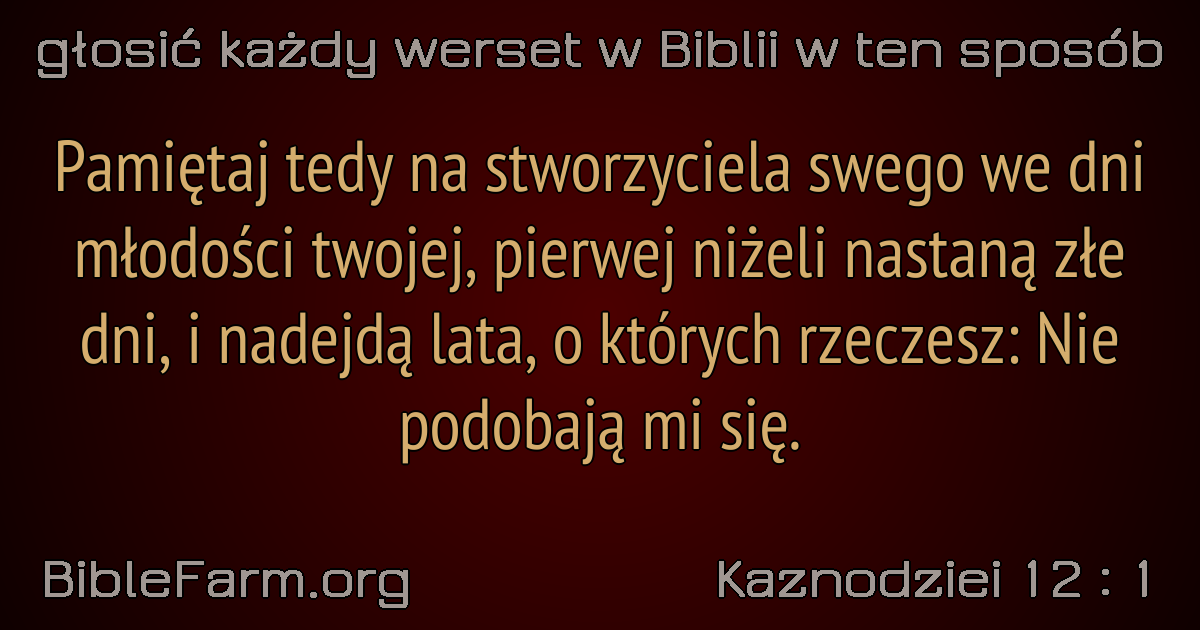 głosić każdy werset w Biblii w ten sposób
Pamiętaj tedy na stworzyciela swego we dni
młodości twojej, pierwej niżeli nastaną złe
dni, i nadejdą lata, o których rzeczesz: Nie
podobają mi się.
BibleFarm.org
Kaznodziei 12 : 1